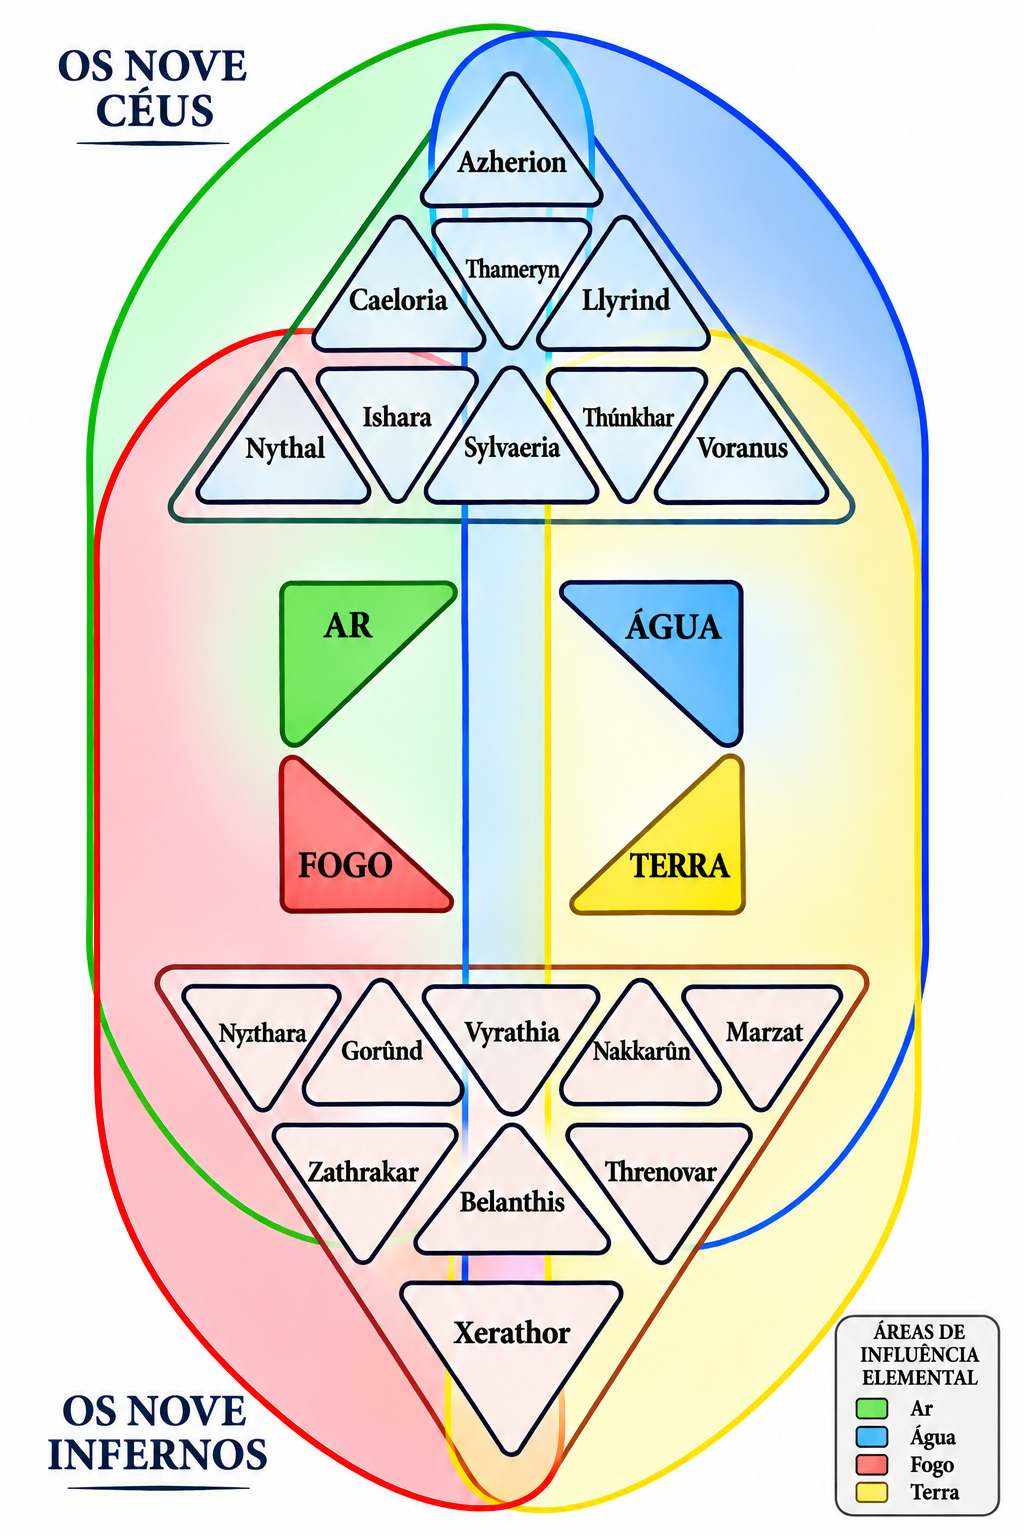 OS NOVE
CÉUS
Azherion
Thameryn
Caeloria
Llyrind
Nythal
Ishara
Sylvaeria
Thúnkhar
Voranus
AR
ÁGUA
FOGO
TERRA
Gorûnd
Vyrathia
Nakkarûn
Marzat
Zathrakar
Belanthis
Threnovar
Xerathor
OS NOVE
INFERNOS
ÁREAS DE
INFLUÊNCIA
ELEMENTAL
Ar
Água
Fogo
Terra